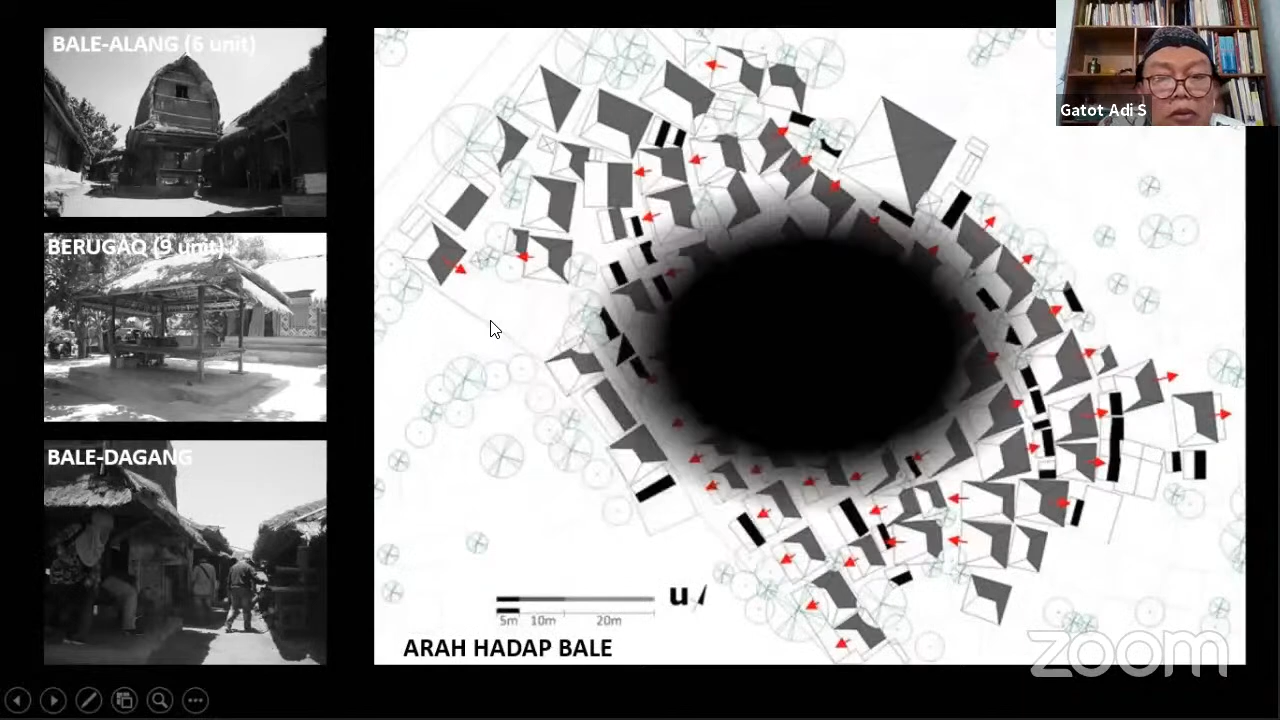 BALE-ALANG (6 unit)
BERUGAQ (9 unit)
BALE-DAGANG
Gatot Adi S
u
5m 10m 20m
ARAH HADAP BALE
zoom